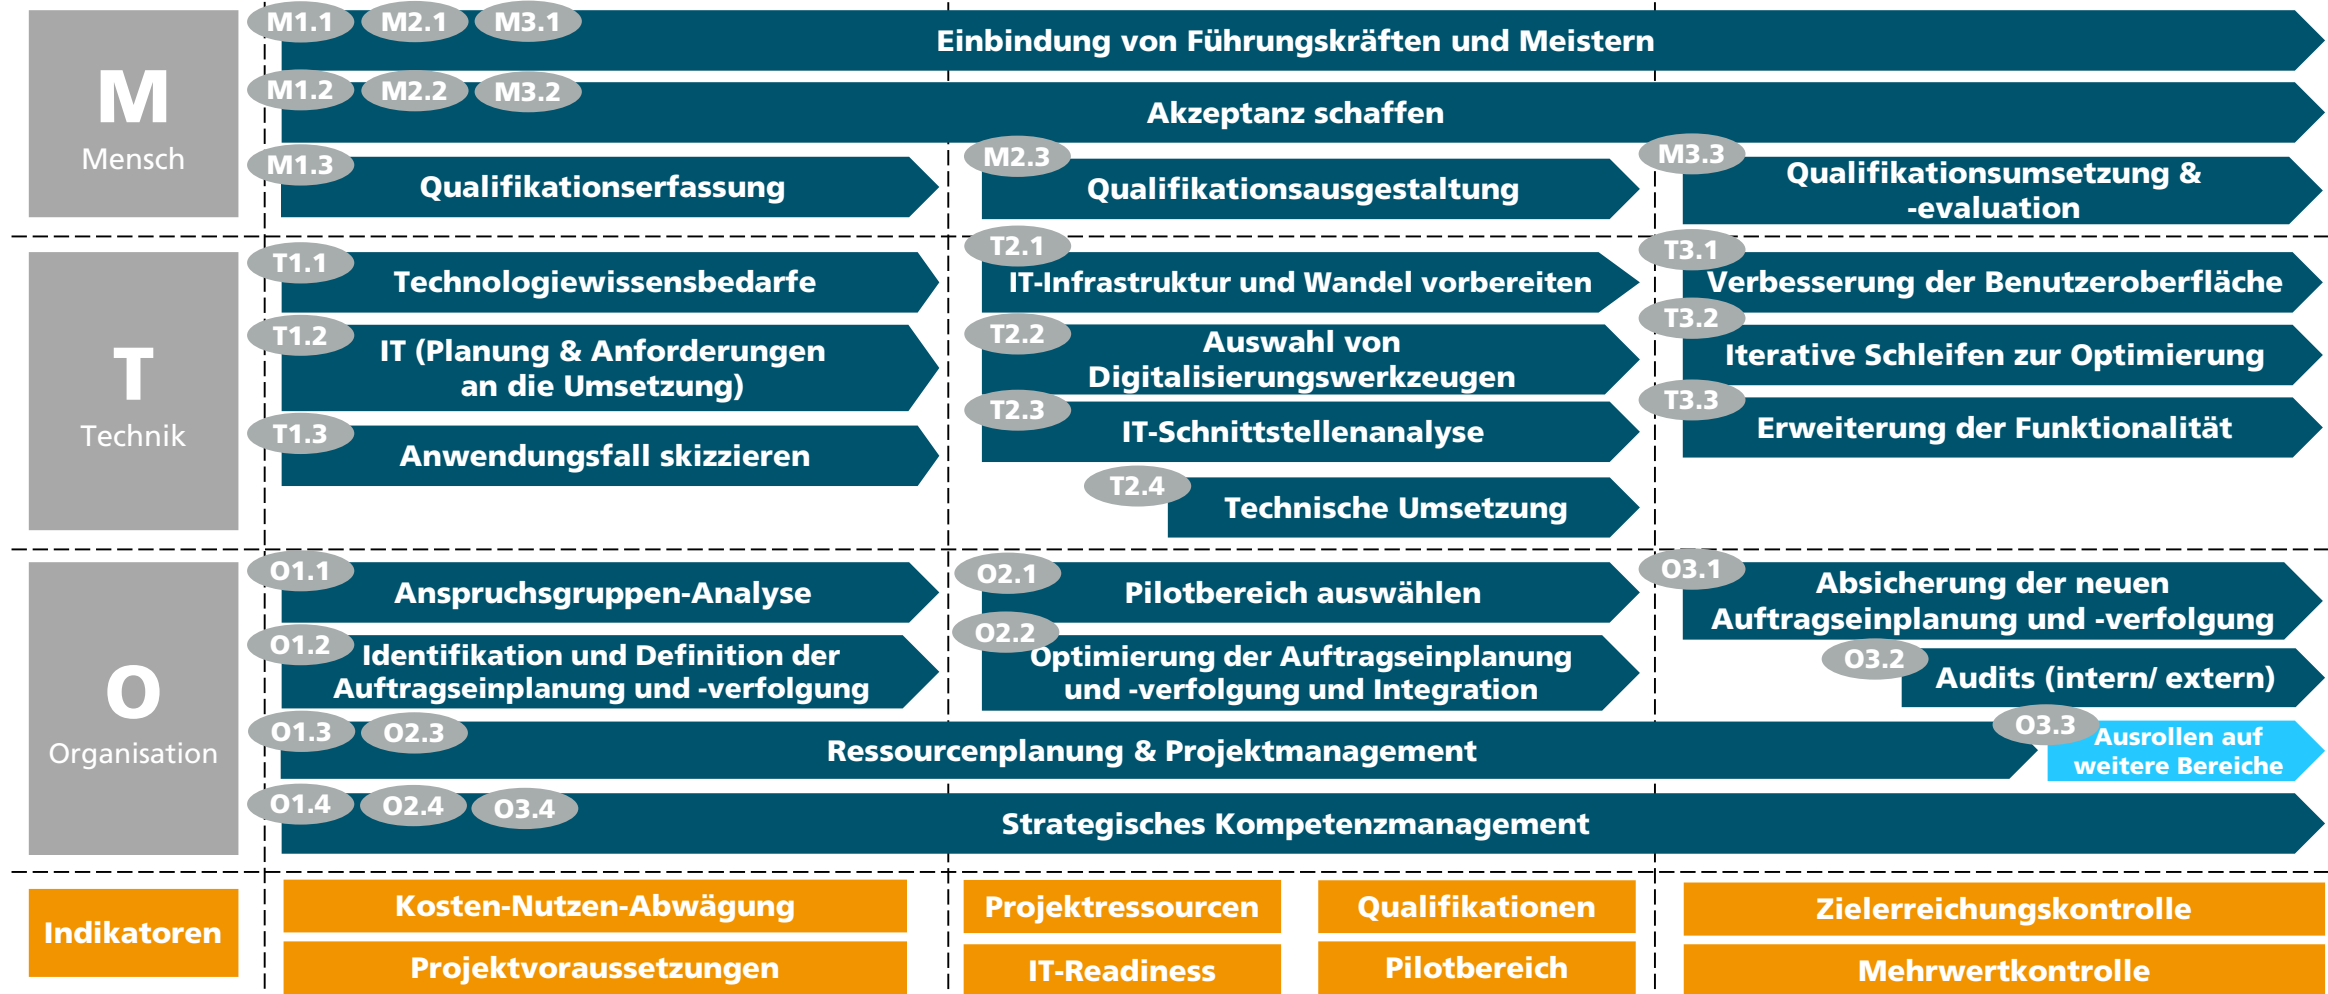 M
Mensch
M1.1 M2.1 M3.1
Einbindung von Führungskräften und Meistern
M1.2 M2.2 M3.2
Akzeptanz schaffen
M1.3
Qualifikationserfassung
M2.3
Qualifikationsausgestaltung
M3.3
Qualifikationsumsetzung &
-evaluation
T
Technik
T1.1
Technologiewissensbedarfe
T1.2
IT (Planung & Anforderungen
an die Umsetzung)
T1.3
Anwendungsfall skizzieren
T2.1
IT-Infrastruktur und Wandel vorbereiten
T2.2
Auswahl von
Digitalisierungswerkzeugen
T2.3
IT-Schnittstellenanalyse
T2.4
Technische Umsetzung
T3.1
Verbesserung der Benutzeroberfläche
T3.2
Iterative Schleifen zur Optimierung
T3.3
Erweiterung der Funktionalität
O
Organisation
O1.1
Anspruchsgruppen-Analyse
O1.2
Identifikation und Definition der
Auftragseinplanung und -verfolgung
O2.1
Pilotbereich auswählen
O2.2
Optimierung der Auftragseinplanung
und -verfolgung und Integration
O3.1
Absicherung der neuen
Auftragseinplanung und -verfolgung
O3.2
Audits (intern/ extern)
O1.3 O2.3
Ressourcenplanung & Projektmanagement
O3.3
Ausrollen auf
weitere Bereiche
O1.4 O2.4 O3.4
Strategisches Kompetenzmanagement
Indikatoren
Kosten-Nutzen-Abwägung
Projektvoraussetzungen
Projektressourcen
IT-Readiness
Qualifikationen
Pilotbereich
Zielerreichungskontrolle
Mehrwertkontrolle